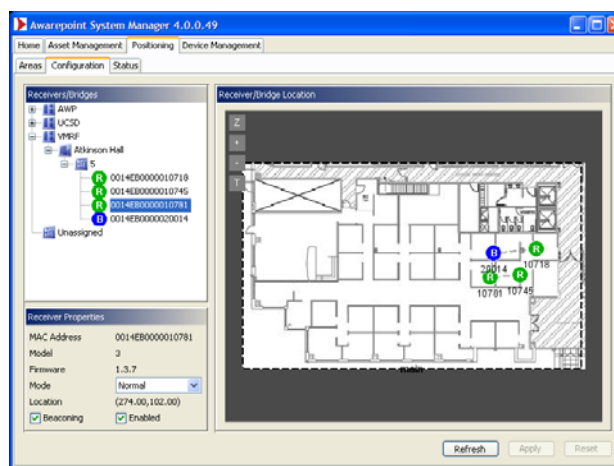 Awarepoint System Manager 4.0.0.49
Home Asset Management Positioning Device Management
Areas Configuration Status
Receivers/Bridges
AWP
UCSD
VMRF
Atkinson Hall
5
R 0014EB0000010718
R 0014EB0000010745
R 0014EB0000010781
B 0014EB0000020014
Unassigned
Receiver Properties
MAC Address 0014EB0000010781
Model 3
Firmware 1.3.7
Mode Normal
Location (274.00,102.00)
Beaconing Enabled
Receiver/Bridge Location
Z
+
-
T
B R
20014 10718
R R
10781 10745
main
Refresh Apply Reset